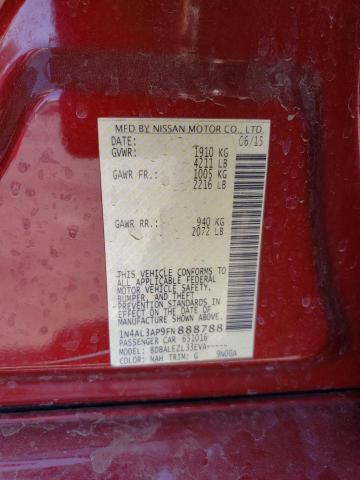 MFD BY NISSAN MOTOR CO., LTD.
DATE: 06/15
GVWR: 1910 KG
4211 LB
GAWR FR: 1005 KG
2216 LB
GAWR RR: 940 KG
2072 LB
THIS VEHICLE CONFORMS TO
ALL APPLICABLE FEDERAL
MOTOR VEHICLE SAFETY,
BUMPER, AND THEFT
PREVENTION STANDARDS IN
EFFECT ON THE DATE OF
MANUFACTURE SHOWN ABOVE.
1N4AL3AP9FN888788
PASSENGER CAR 651016
MODEL: BDBALEZL33EVA-----
COLOR: NAH TRIM: G 9N00A